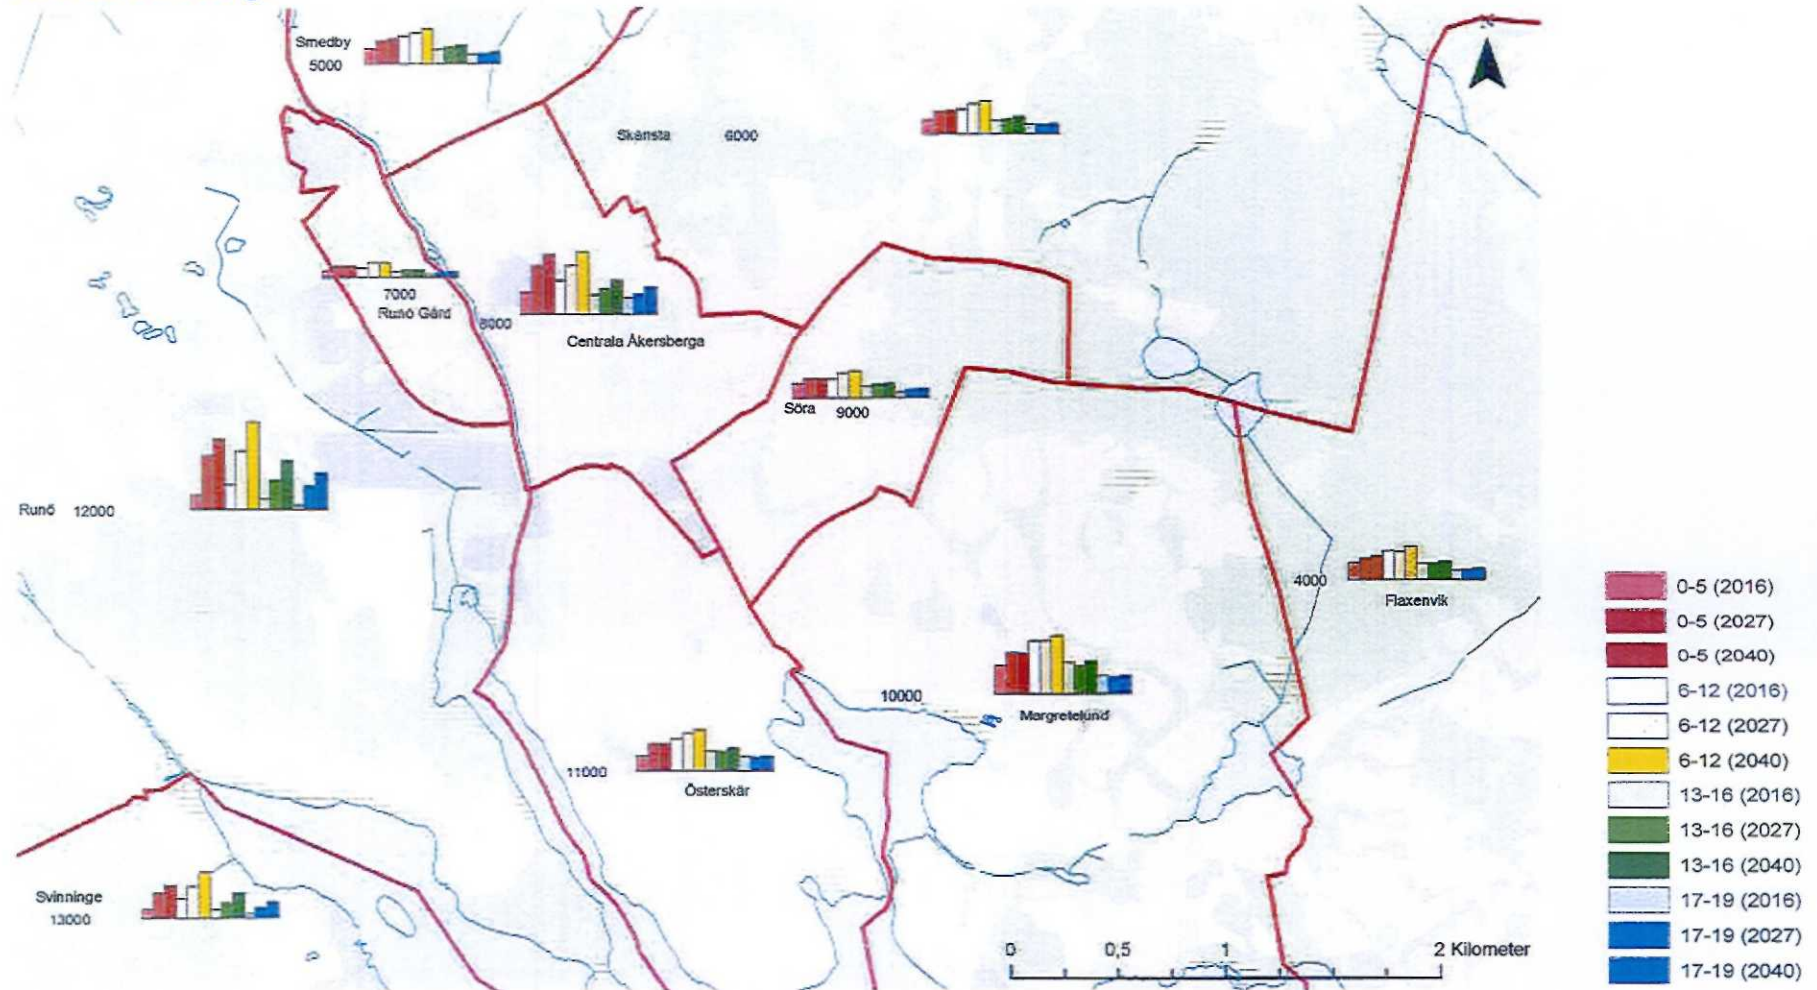 Smedby
5000
Skånsta 6000
7000
Runö Gård
8000
Centrala Åkersberga
Söra 9000
Runö 12000
4000
Flaxenvik
10000
Margretelund
11000
Österskär
Svinninge
13000
0 0,5 1 2 Kilometer
0-5 (2016)
0-5 (2027)
0-5 (2040)
6-12 (2016)
6-12 (2027)
6-12 (2040)
13-16 (2016)
13-16 (2027)
13-16 (2040)
17-19 (2016)
17-19 (2027)
17-19 (2040)